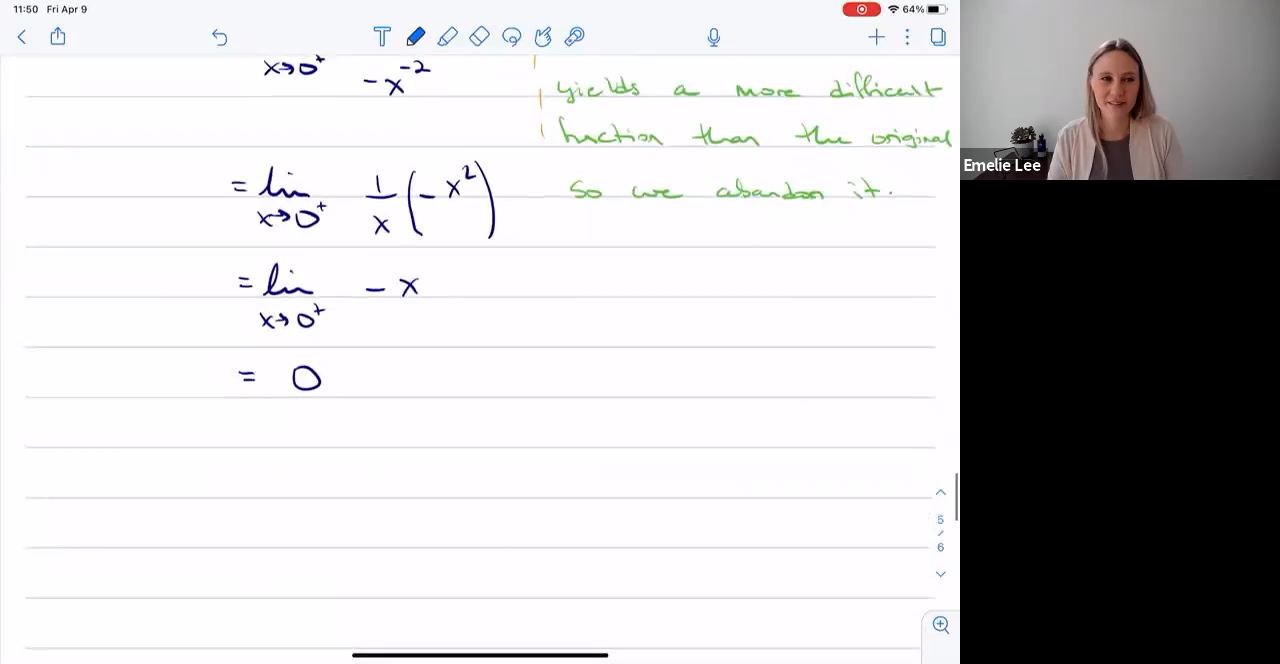 11:50 Fri Apr 9
64%
x→0⁺ -x⁻²
yields a more difficult
function than the original
so we abandon it.
= lim 1/x (-x²)
x→0⁺
= lim - x
x→0⁺
= 0
Emelie Lee
5
/
6